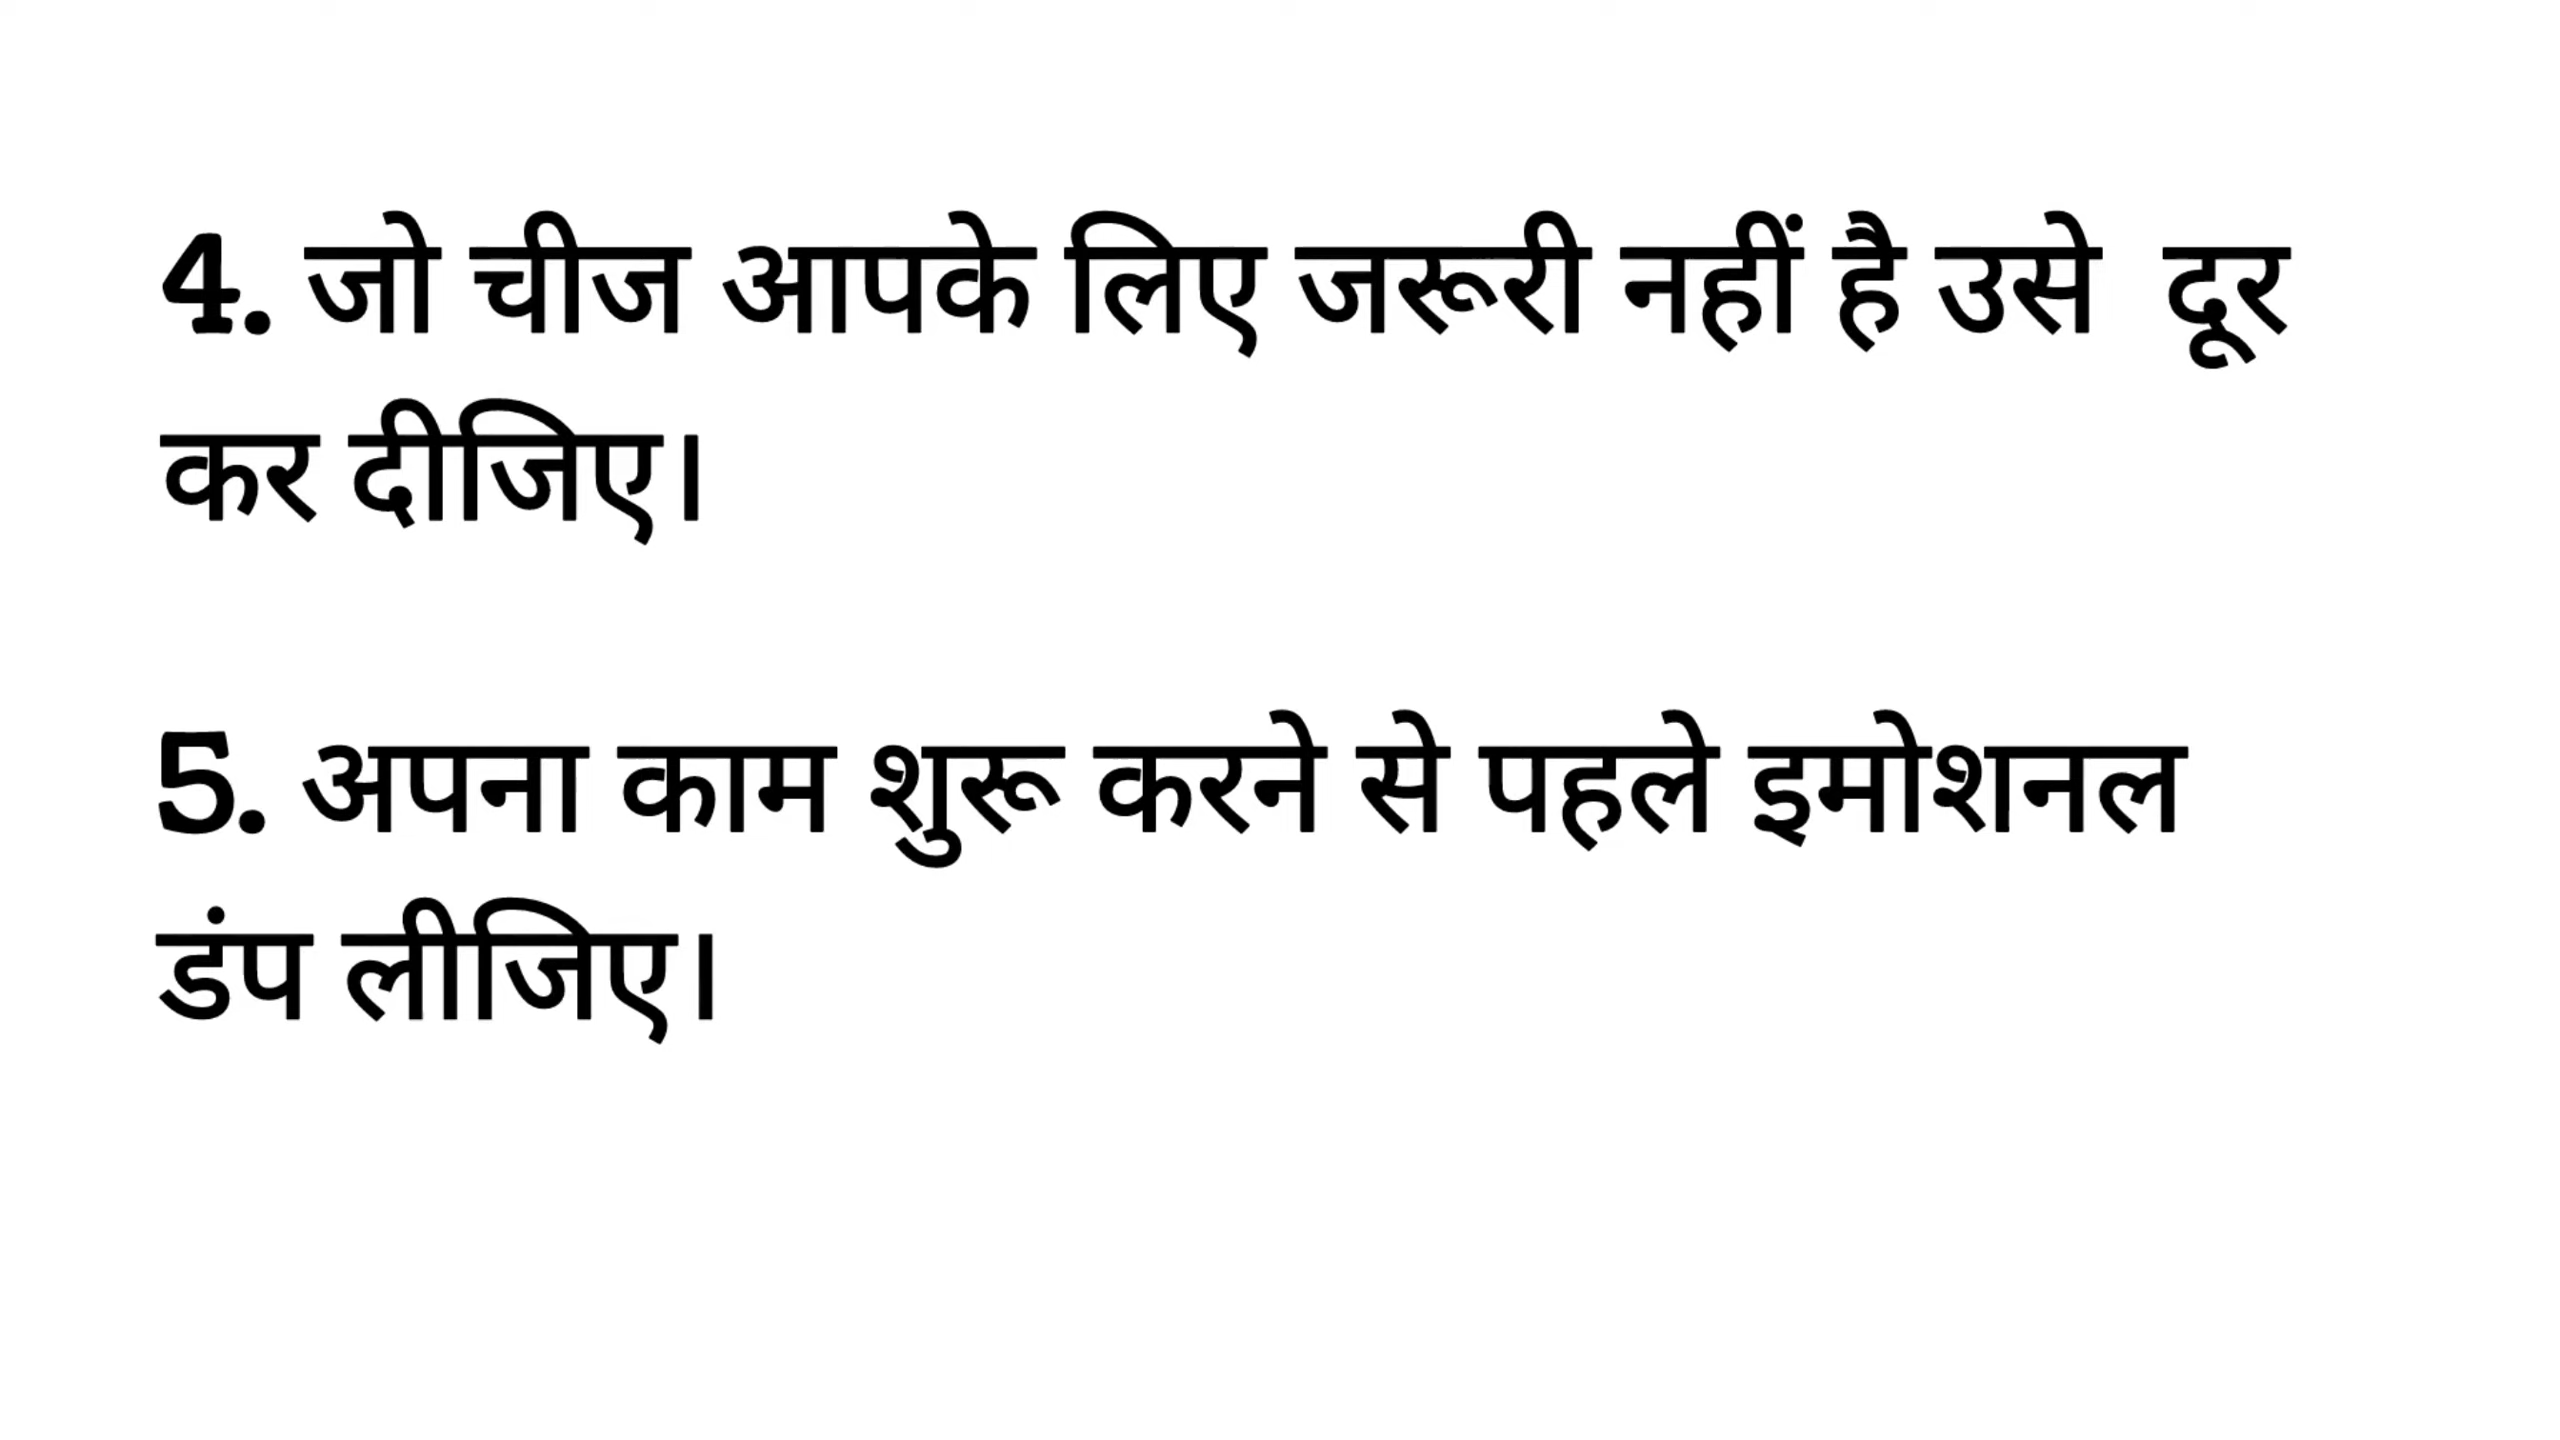 4. जो चीज आपके लिए जरूरी नहीं है उसे  दूर
कर दीजिए।
5. अपना काम शुरू करने से पहले इमोशनल
डंप लीजिए।